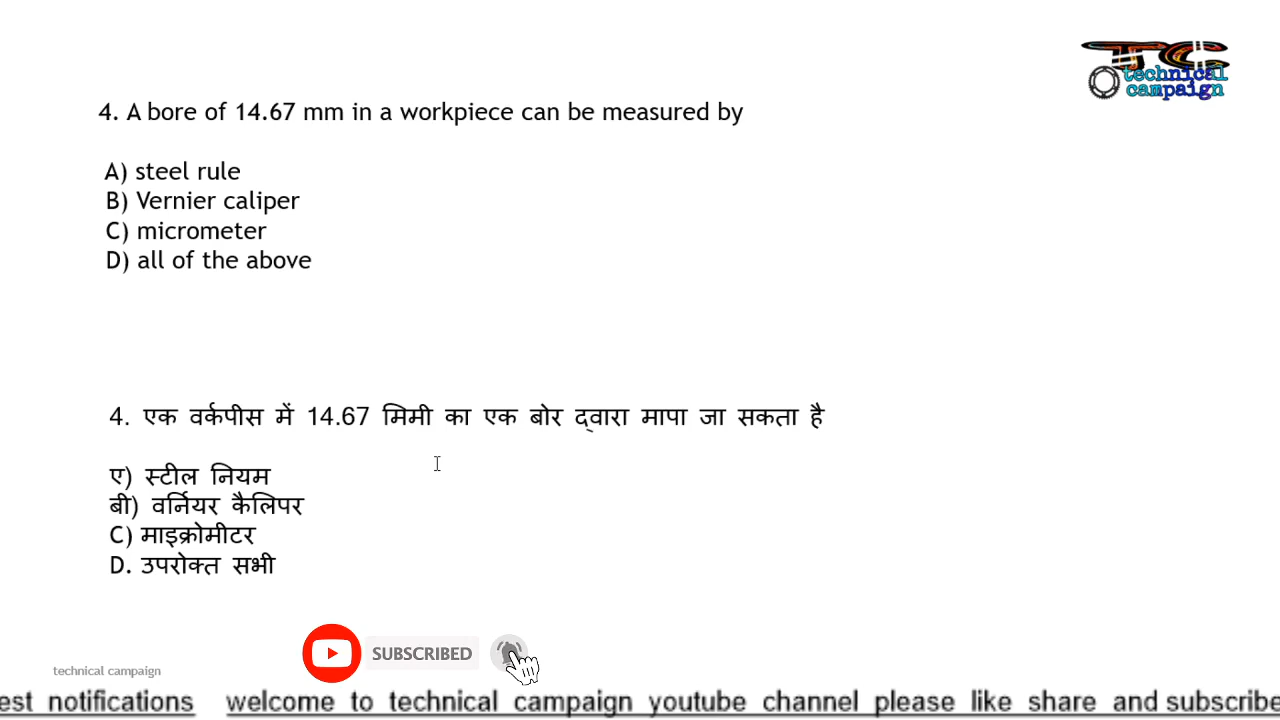 TC
technical
campaign
4. A bore of 14.67 mm in a workpiece can be measured by
A) steel rule
B) Vernier caliper
C) micrometer
D) all of the above
4. एक वर्कपीस में 14.67 मिमी का एक बोर द्वारा मापा जा सकता है
ए) स्टील नियम
बी) वर्नियर कैलिपर
C) माइक्रोमीटर
D. उपरोक्त सभी
SUBSCRIBED
technical campaign
est notifications welcome to technical campaign youtube channel please like share and subscribe